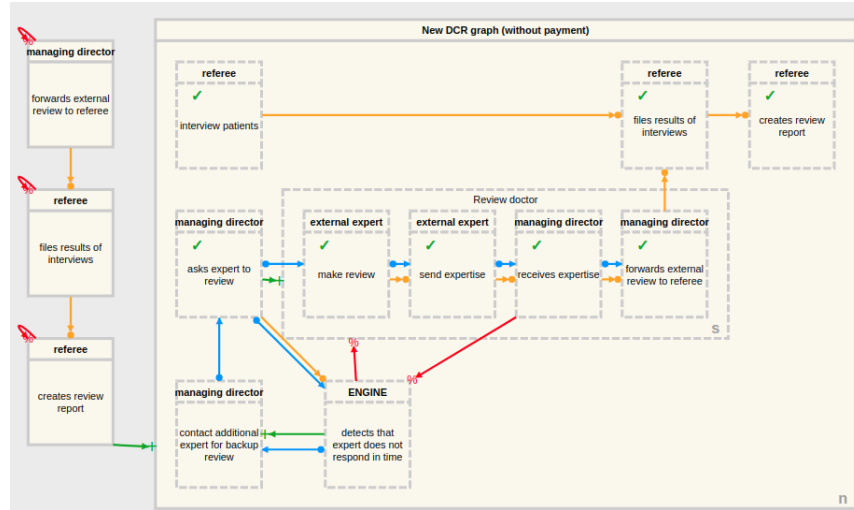 New DCR graph (without payment)
%
managing director
forwards external
review to referee
%
referee
files results of
interviews
%
referee
creates review
report
referee
✓
interview patients
referee
✓
files results of
interviews
referee
✓
creates review
report
Review doctor
managing director
✓
asks expert to
review
external expert
✓
make review
external expert
✓
send expertise
managing director
✓
receives expertise
managing director
✓
forwards external
review to referee
s
%
%
managing director
contact additional
expert for backup
review
ENGINE
detects that
expert does not
respond in time
n